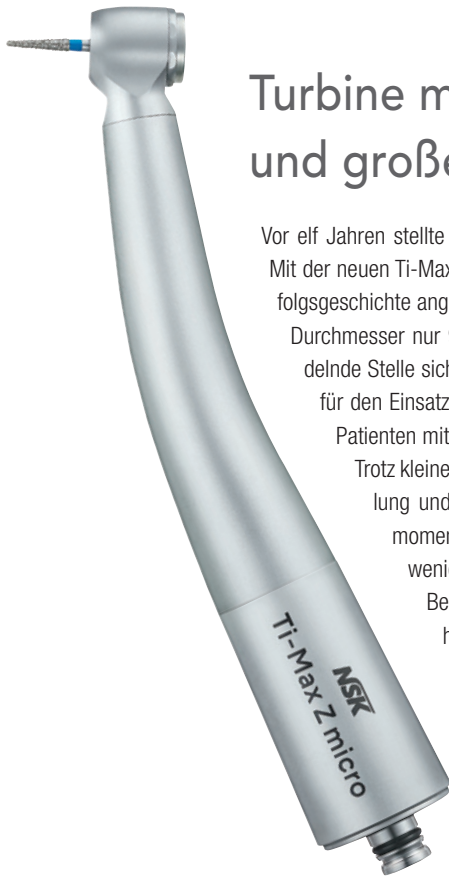 Turbine m
und große
Vor elf Jahren stellte
Mit der neuen Ti-Max
folgsgeschichte ang
Durchmesser nur
delnde Stelle sich
für den Einsatz
Patienten mit
Trotz kleine
lung und
momen
weni
Be
h
NSK
Ti-Max Z micro